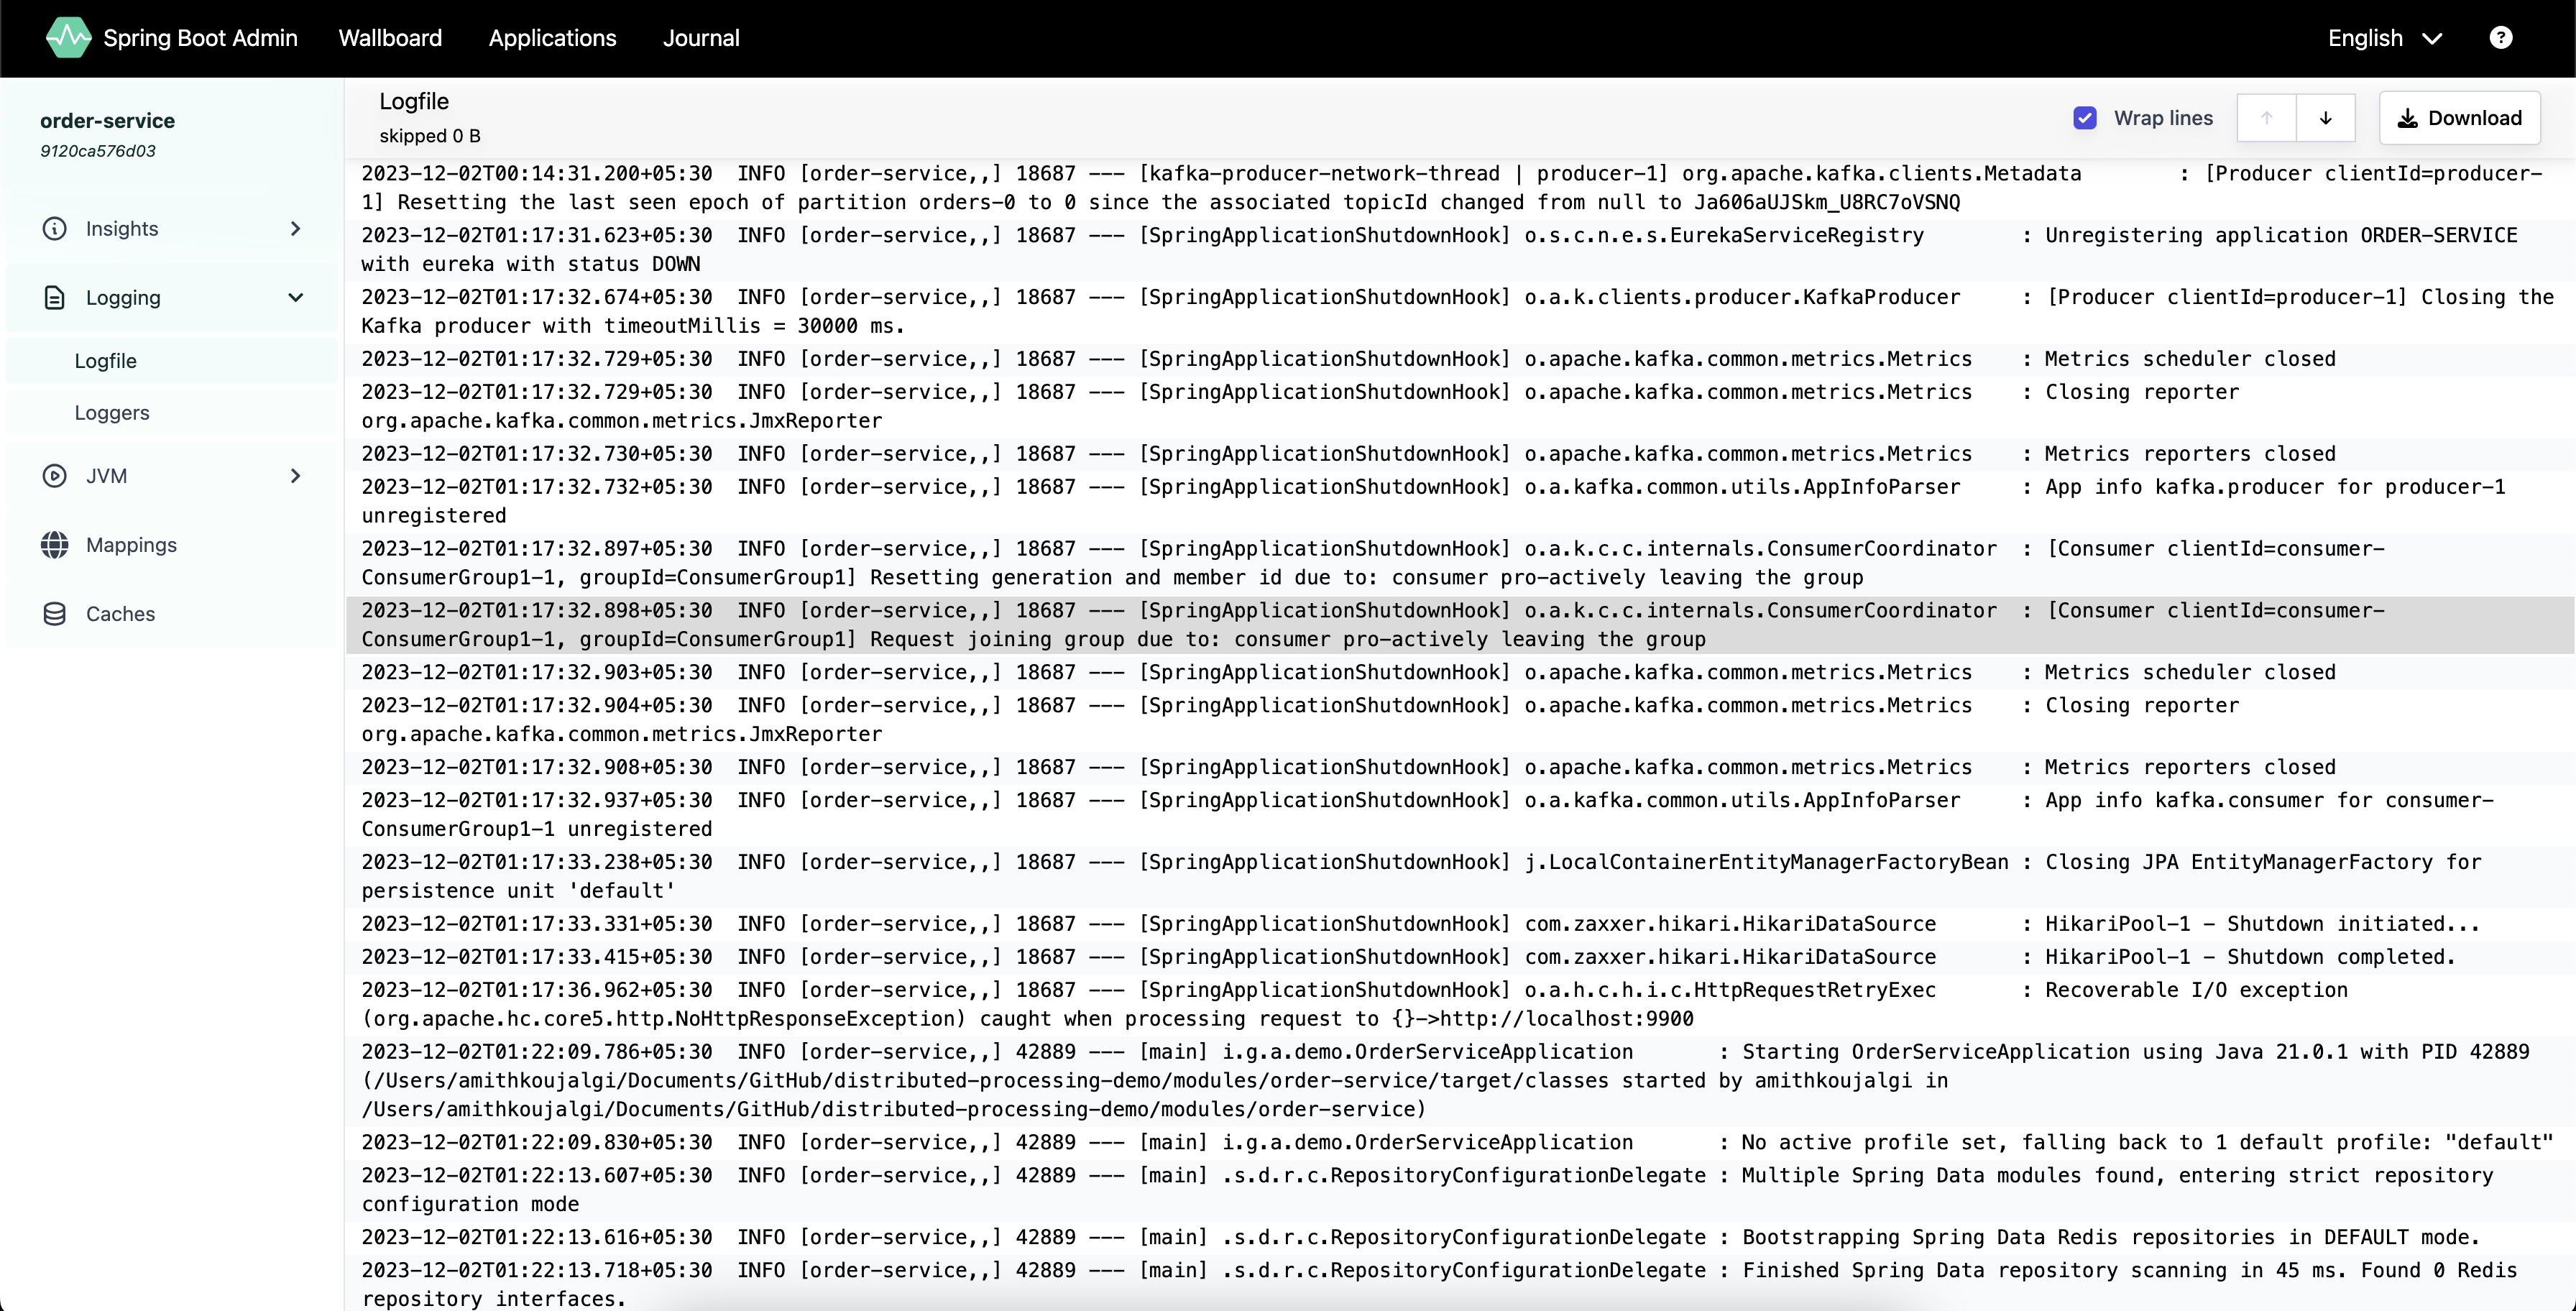 Spring Boot Admin Wallboard Applications Journal English
order-service
9120ca576d03
Insights
Logging
Logfile
Loggers
JVM
Mappings
Caches
Logfile
skipped 0 B
Wrap lines
Download
2023-12-02T00:14:31.200+05:30  INFO [order-service,,] 18687 --- [kafka-producer-network-thread | producer-1] org.apache.kafka.clients.Metadata        : [Producer clientId=producer-
1] Resetting the last seen epoch of partition orders-0 to 0 since the associated topicId changed from null to Ja606aUJSkm_U8RC7oVSNQ
2023-12-02T01:17:31.623+05:30  INFO [order-service,,] 18687 --- [SpringApplicationShutdownHook] o.s.c.n.e.s.EurekaServiceRegistry        : Unregistering application ORDER-SERVICE
with eureka with status DOWN
2023-12-02T01:17:32.674+05:30  INFO [order-service,,] 18687 --- [SpringApplicationShutdownHook] o.a.k.clients.producer.KafkaProducer     : [Producer clientId=producer-1] Closing the
Kafka producer with timeoutMillis = 30000 ms.
2023-12-02T01:17:32.729+05:30  INFO [order-service,,] 18687 --- [SpringApplicationShutdownHook] o.apache.kafka.common.metrics.Metrics    : Metrics scheduler closed
2023-12-02T01:17:32.729+05:30  INFO [order-service,,] 18687 --- [SpringApplicationShutdownHook] o.apache.kafka.common.metrics.Metrics    : Closing reporter
org.apache.kafka.common.metrics.JmxReporter
2023-12-02T01:17:32.730+05:30  INFO [order-service,,] 18687 --- [SpringApplicationShutdownHook] o.apache.kafka.common.metrics.Metrics    : Metrics reporters closed
2023-12-02T01:17:32.732+05:30  INFO [order-service,,] 18687 --- [SpringApplicationShutdownHook] o.a.kafka.common.utils.AppInfoParser     : App info kafka.producer for producer-1
unregistered
2023-12-02T01:17:32.897+05:30  INFO [order-service,,] 18687 --- [SpringApplicationShutdownHook] o.a.k.c.c.internals.ConsumerCoordinator  : [Consumer clientId=consumer-
ConsumerGroup1-1, groupId=ConsumerGroup1] Resetting generation and member id due to: consumer pro-actively leaving the group
2023-12-02T01:17:32.898+05:30  INFO [order-service,,] 18687 --- [SpringApplicationShutdownHook] o.a.k.c.c.internals.ConsumerCoordinator  : [Consumer clientId=consumer-
ConsumerGroup1-1, groupId=ConsumerGroup1] Request joining group due to: consumer pro-actively leaving the group
2023-12-02T01:17:32.903+05:30  INFO [order-service,,] 18687 --- [SpringApplicationShutdownHook] o.apache.kafka.common.metrics.Metrics    : Metrics scheduler closed
2023-12-02T01:17:32.904+05:30  INFO [order-service,,] 18687 --- [SpringApplicationShutdownHook] o.apache.kafka.common.metrics.Metrics    : Closing reporter
org.apache.kafka.common.metrics.JmxReporter
2023-12-02T01:17:32.908+05:30  INFO [order-service,,] 18687 --- [SpringApplicationShutdownHook] o.apache.kafka.common.metrics.Metrics    : Metrics reporters closed
2023-12-02T01:17:32.937+05:30  INFO [order-service,,] 18687 --- [SpringApplicationShutdownHook] o.a.kafka.common.utils.AppInfoParser     : App info kafka.consumer for consumer-
ConsumerGroup1-1 unregistered
2023-12-02T01:17:33.238+05:30  INFO [order-service,,] 18687 --- [SpringApplicationShutdownHook] j.LocalContainerEntityManagerFactoryBean : Closing JPA EntityManagerFactory for
persistence unit 'default'
2023-12-02T01:17:33.331+05:30  INFO [order-service,,] 18687 --- [SpringApplicationShutdownHook] com.zaxxer.hikari.HikariDataSource       : HikariPool-1 - Shutdown initiated...
2023-12-02T01:17:33.415+05:30  INFO [order-service,,] 18687 --- [SpringApplicationShutdownHook] com.zaxxer.hikari.HikariDataSource       : HikariPool-1 - Shutdown completed.
2023-12-02T01:17:36.962+05:30  INFO [order-service,,] 18687 --- [SpringApplicationShutdownHook] o.a.h.c.h.i.c.HttpRequestRetryExec       : Recoverable I/O exception
(org.apache.hc.core5.http.NoHttpResponseException) caught when processing request to {}->http://localhost:9900
2023-12-02T01:22:09.786+05:30  INFO [order-service,,] 42889 --- [main] i.g.a.demo.OrderServiceApplication       : Starting OrderServiceApplication using Java 21.0.1 with PID 42889
(/Users/amithkoujalgi/Documents/GitHub/distributed-processing-demo/modules/order-service/target/classes started by amithkoujalgi in
/Users/amithkoujalgi/Documents/GitHub/distributed-processing-demo/modules/order-service)
2023-12-02T01:22:09.830+05:30  INFO [order-service,,] 42889 --- [main] i.g.a.demo.OrderServiceApplication       : No active profile set, falling back to 1 default profile: "default"
2023-12-02T01:22:13.607+05:30  INFO [order-service,,] 42889 --- [main] .s.d.r.c.RepositoryConfigurationDelegate : Multiple Spring Data modules found, entering strict repository
configuration mode
2023-12-02T01:22:13.616+05:30  INFO [order-service,,] 42889 --- [main] .s.d.r.c.RepositoryConfigurationDelegate : Bootstrapping Spring Data Redis repositories in DEFAULT mode.
2023-12-02T01:22:13.718+05:30  INFO [order-service,,] 42889 --- [main] .s.d.r.c.RepositoryConfigurationDelegate : Finished Spring Data repository scanning in 45 ms. Found 0 Redis
repository interfaces.